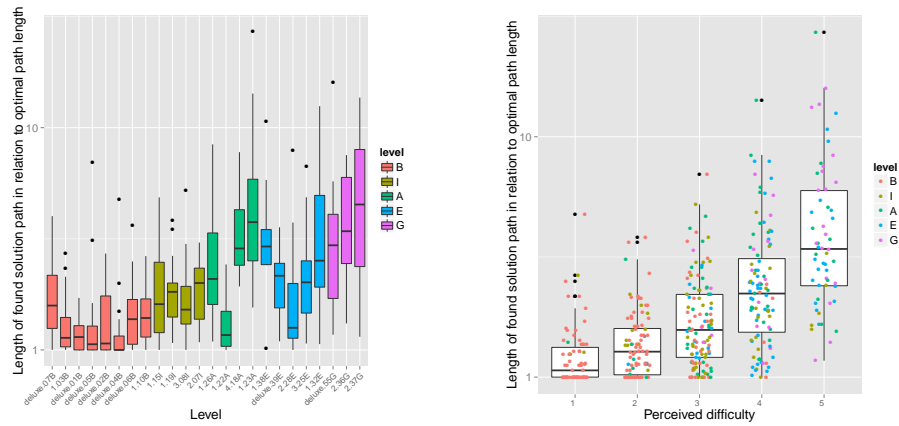 Length of found solution path in relation to optimal path length
10
1
deluxe.07B
1.03B
deluxe.01B
deluxe.05B
deluxe.02B
deluxe.04B
deluxe.06B
1.10B
1.15I
1.19I
3.08I
2.07I
1.26A
1.22A
4.18A
1.23A
1.38E
deluxe.39E
2.28E
3.25E
1.32E
deluxe.55G
2.36G
2.37G
Level
level
B
I
A
E
G
Length of found solution path in relation to optimal path length
10
1
1 2 3 4 5
Perceived difficulty
level
B
I
A
E
G